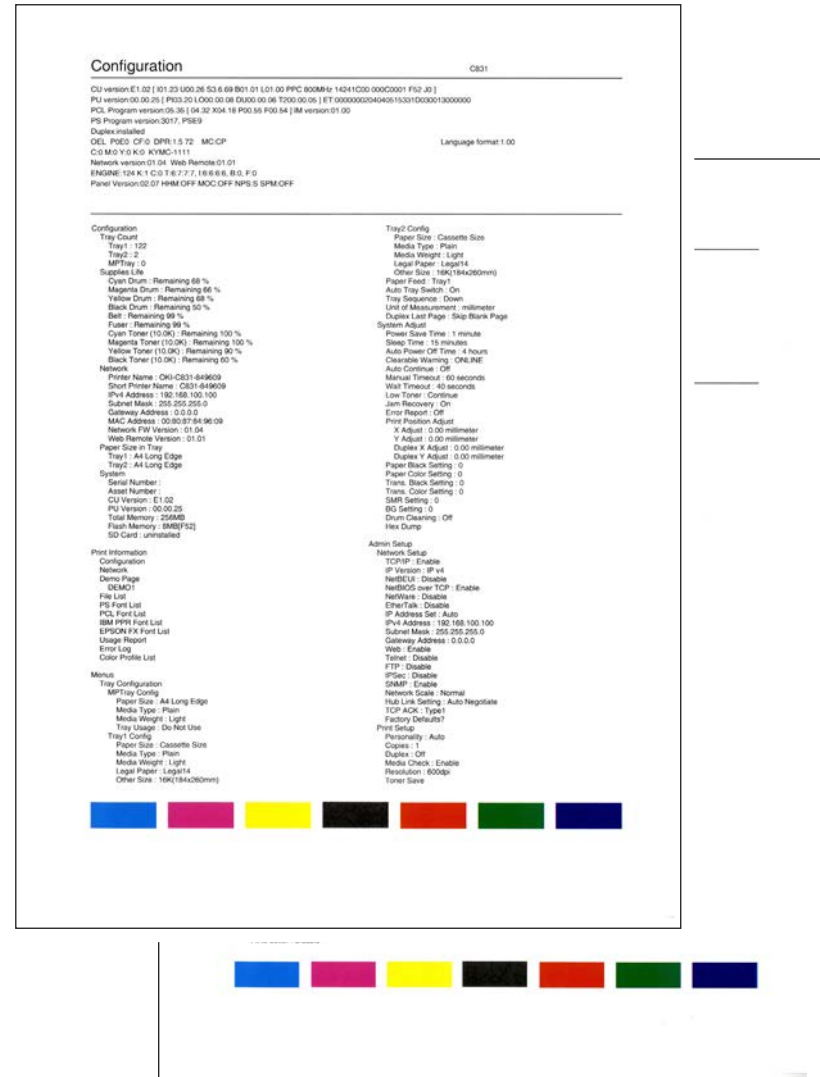 Configuration C831
CU version:E1.02 [ I01.23 U00.26 S3.6.69 B01.01 L01.00 PPC 800MHz 14241C00 000C0001 F52 J0 ]
PU version:00.00.25 [ PI03.20 LO00.00.08 DU00.00.06 T200:00.05 ] ET:0000000204040515331D030013000000
PCL Program version:05.35 [ 04.32 X04.18 P00.55 F00.54 ] IM version:01.00
PS Program version:3017, PSE9
Duplex:installed
OEL P0E0 CF:0 DPR:1.5 72 MC:CP Language format:1.00
C:0 M:0 Y:0 K:0 KYMC-1111
Network version:01.04 Web Remote:01.01
ENGINE:124 K:1 C:0 T:6:7:7:7, I:6:6:6:6, B:0, F:0
Panel Version:02.07 HHM:OFF MOC:OFF NPS:S SPM:OFF
Configuration
Tray Count
Tray1 : 122
Tray2 : 2
MPTray : 0
Supplies Life
Cyan Drum : Remaining 68 %
Magenta Drum : Remaining 66 %
Yellow Drum : Remaining 68 %
Black Drum : Remaining 50 %
Belt : Remaining 99 %
Fuser : Remaining 99 %
Cyan Toner (10.0K) : Remaining 100 %
Magenta Toner (10.0K) : Remaining 100 %
Yellow Toner (10.0K) : Remaining 90 %
Black Toner (10.0K) : Remaining 60 %
Network
Printer Name : OKI-C831-849609
Short Printer Name : C831-849609
IPv4 Address : 192.168.100.100
Subnet Mask : 255.255.255.0
Gateway Address : 0.0.0.0
MAC Address : 00:80:87:84:96:09
Network FW Version : 01.04
Web Remote Version : 01.01
Paper Size in Tray
Tray1 : A4 Long Edge
Tray2 : A4 Long Edge
System
Serial Number :
Asset Number :
CU Version : E1.02
PU Version : 00.00.25
Total Memory : 256MB
Flash Memory : 8MB[F52]
SD Card : uninstalled
Print Information
Configuration
Network
Demo Page
DEMO1
File List
PS Font List
PCL Font List
IBM PPR Font List
EPSON FX Font List
Usage Report
Error Log
Color Profile List
Menus
Tray Configuration
MPTray Config
Paper Size : A4 Long Edge
Media Type : Plain
Media Weight : Light
Tray Usage : Do Not Use
Tray1 Config
Paper Size : Cassette Size
Media Type : Plain
Media Weight : Light
Legal Paper : Legal14
Other Size : 16K(184x260mm)
Tray2 Config
Paper Size : Cassette Size
Media Type : Plain
Media Weight : Light
Legal Paper : Legal14
Other Size : 16K(184x260mm)
Paper Feed : Tray1
Auto Tray Switch : On
Tray Sequence : Down
Unit of Measurement : millimeter
Duplex Last Page : Skip Blank Page
System Adjust
Power Save Time : 1 minute
Sleep Time : 15 minutes
Auto Power Off Time : 4 hours
Clearable Warning : ONLINE
Auto Continue : Off
Manual Timeout : 60 seconds
Wait Timeout : 40 seconds
Low Toner : Continue
Jam Recovery : On
Error Report : Off
Print Position Adjust
X Adjust : 0.00 millimeter
Y Adjust : 0.00 millimeter
Duplex X Adjust : 0.00 millimeter
Duplex Y Adjust : 0.00 millimeter
Paper Black Setting : 0
Paper Color Setting : 0
Trans. Black Setting : 0
Trans. Color Setting : 0
SMR Setting : 0
BG Setting : 0
Drum Cleaning : Off
Hex Dump
Admin Setup
Network Setup
TCP/IP : Enable
IP Version : IP v4
NetBEUI : Disable
NetBIOS over TCP : Enable
NetWare : Disable
EtherTalk : Disable
IP Address Set : Auto
IPv4 Address : 192.168.100.100
Subnet Mask : 255.255.255.0
Gateway Address : 0.0.0.0
Web : Enable
Telnet : Disable
FTP : Disable
IPSec : Disable
SNMP : Enable
Network Scale : Normal
Hub Link Setting : Auto Negotiate
TCP ACK : Type1
Factory Defaults?
Print Setup
Personality : Auto
Copies : 1
Duplex : Off
Media Check : Enable
Resolution : 600dpi
Toner Save